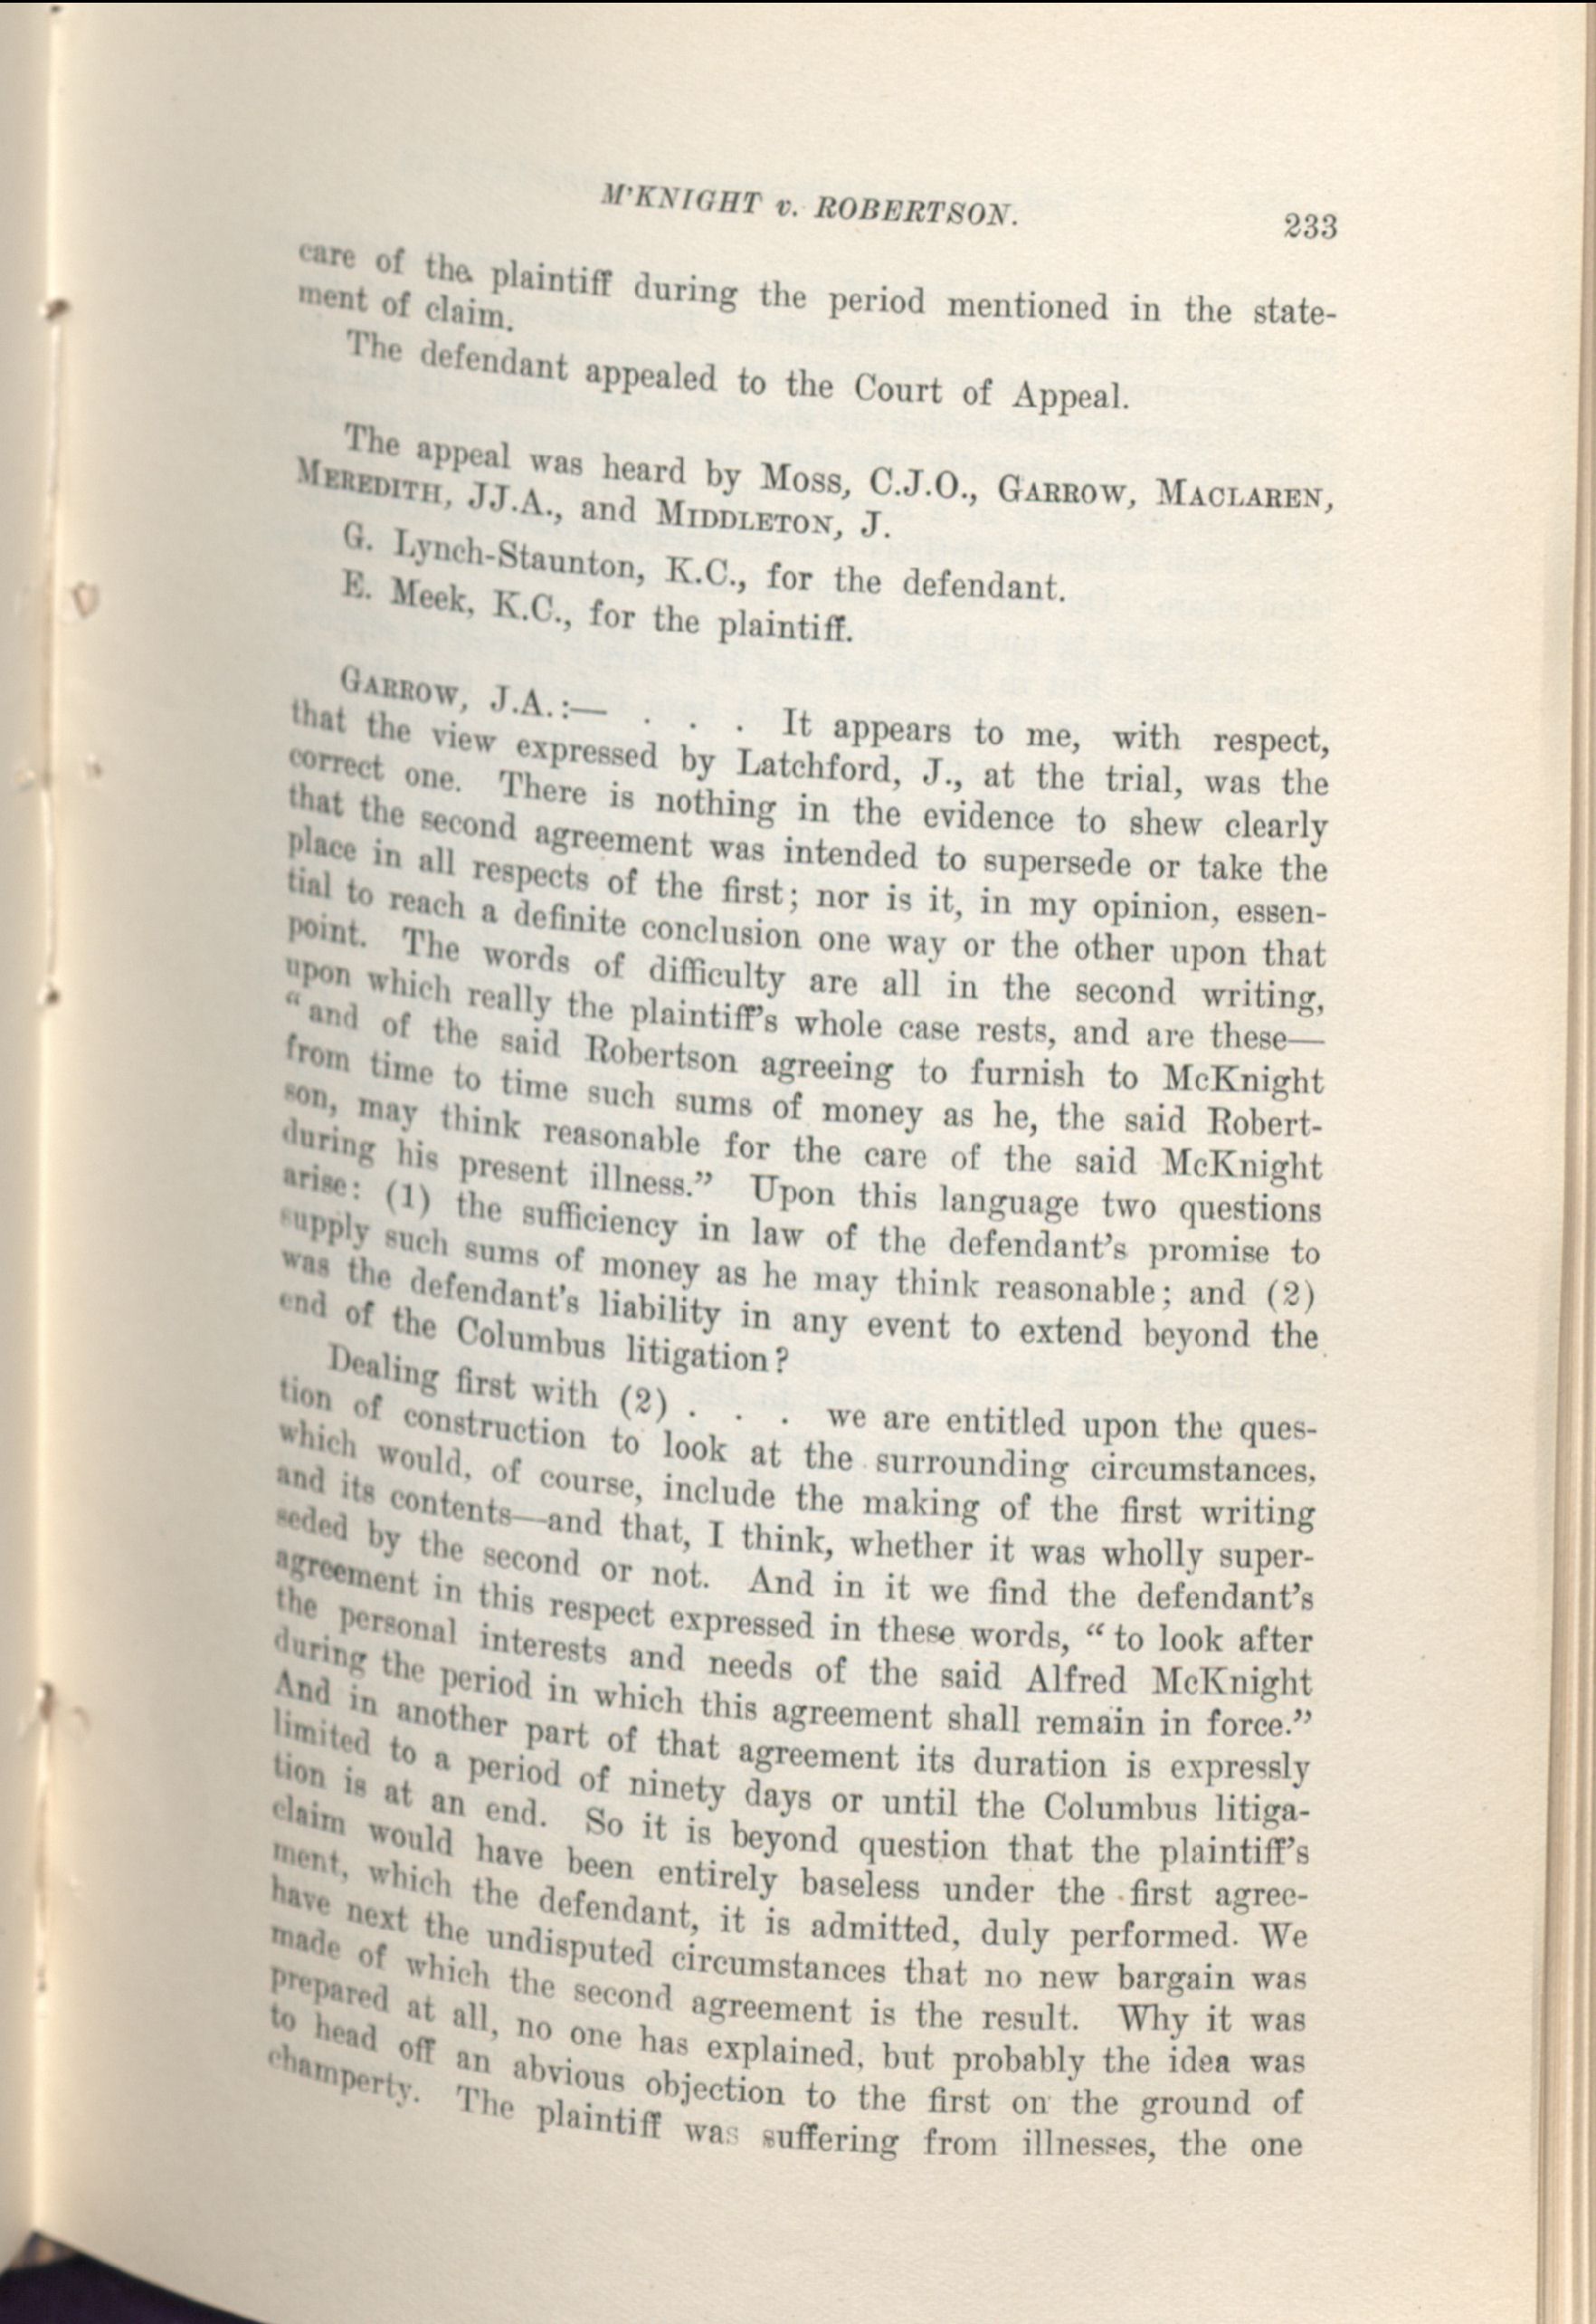 M'KNIGHT v. ROBERTSON.
233
care of the plaintiff during the period mentioned in the state-
ment of claim.
The defendant appealed to the Court of Appeal.
The appeal was heard by MOSS, C.J.O., GARROW, MACLAREN,
MEREDITH, JJ.A., and MIDDLETON, J.
G. Lynch-Staunton, K.C., for the defendant.
E. Meek, K.C., for the plaintiff.
GARROW, J.A.:— . . . It appears to me, with respect,
that the view expressed by Latchford, J., at the trial, was the
correct one. There is nothing in the evidence to shew clearly
that the second agreement was intended to supersede or take the
place in all respects of the first; nor is it, in my opinion, essen-
tial to reach a definite conclusion one way or the other upon that
point. The words of difficulty are all in the second writing,
upon which really the plaintiff's whole case rests, and are these—
"and of the said Robertson agreeing to furnish to McKnight
from time to time such sums of money as he, the said Robert-
son, may think reasonable for the care of the said McKnight
during his present illness." Upon this language two questions
arise: (1) the sufficiency in law of the defendant's promise to
supply such sums of money as he may think reasonable; and (2)
was the defendant's liability in any event to extend beyond the
end of the Columbus litigation?
Dealing first with (2) . . . we are entitled upon the ques-
tion of construction to look at the surrounding circumstances,
which would, of course, include the making of the first writing
and its contents—and that, I think, whether it was wholly super-
seded by the second or not. And in it we find the defendant's
agreement in this respect expressed in these words, "to look after
the personal interests and needs of the said Alfred McKnight
during the period in which this agreement shall remain in force."
And in another part of that agreement its duration is expressly
limited to a period of ninety days or until the Columbus litiga-
tion is at an end. So it is beyond question that the plaintiff's
claim would have been entirely baseless under the first agree-
ment, which the defendant, it is admitted, duly performed. We
have next the undisputed circumstances that no new bargain was
made of which the second agreement is the result. Why it was
prepared at all, no one has explained, but probably the idea was
to head off an abvious objection to the first on the ground of
champerty. The plaintiff was suffering from illnesses, the one